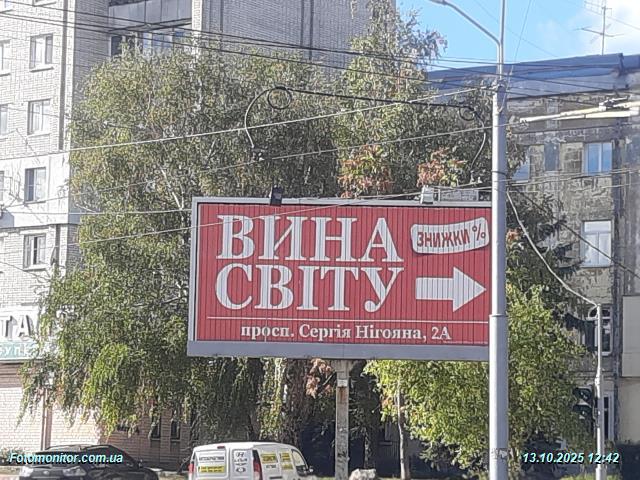 ВИНА
СВІТУ
ЗНИЖКИ %
просп. Сергія Нігояна, 2А
Fotomonitor.com.ua
13.10.2025 12:42